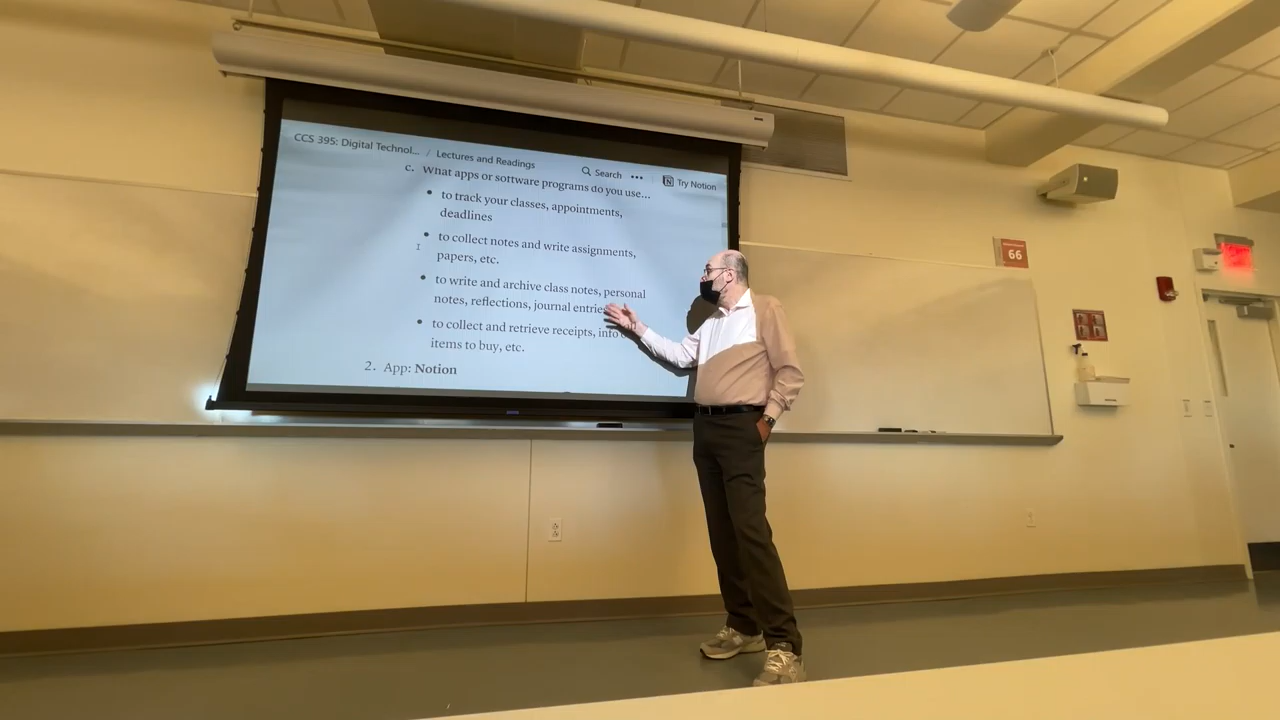 CCS 395: Digital Technol... / Lectures and Readings
Search ••• Try Notion
c. What apps or software programs do you use...
• to track your classes, appointments,
deadlines
• to collect notes and write assignments,
papers, etc.
• to write and archive class notes, personal
notes, reflections, journal entries
• to collect and retrieve receipts, info
items to buy, etc.
2. App: Notion
66